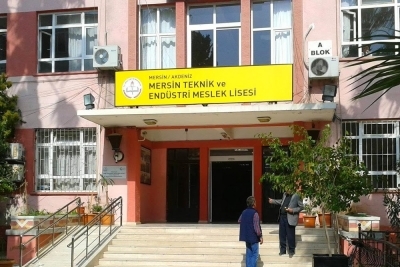 MERSİN / AKDENİZ
MERSİN TEKNİK ve
ENDÜSTRİ MESLEK LİSESİ
A
BLOK